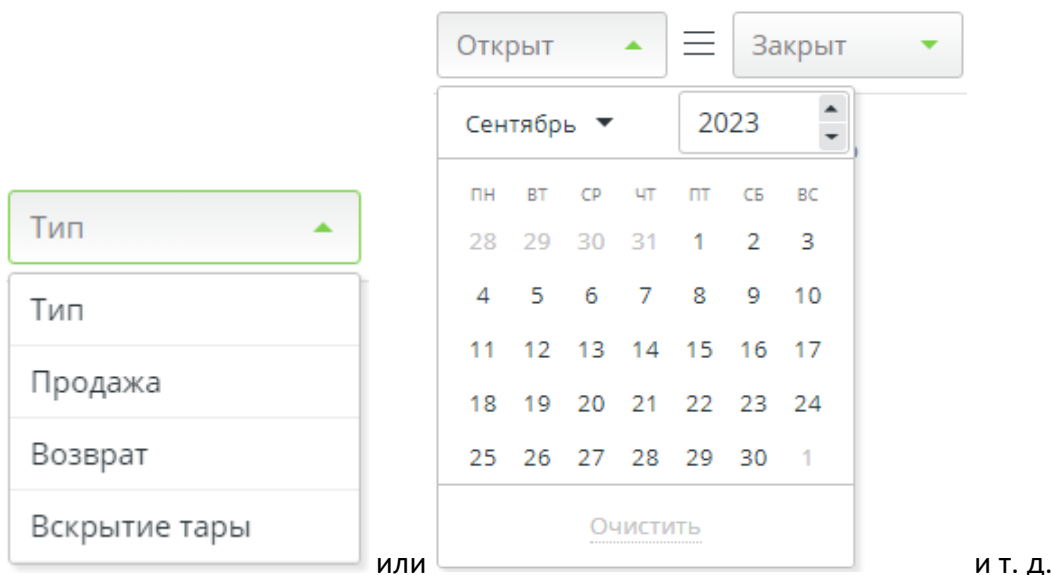 Тип
Тип
Продажа
Возврат
Вскрытие тары
или
Открыт Закрыт
Сентябрь 2023
ПН ВТ СР ЧТ ПТ СБ ВС
28 29 30 31 1 2 3
4 5 6 7 8 9 10
11 12 13 14 15 16 17
18 19 20 21 22 23 24
25 26 27 28 29 30 1
Очистить
и т. д.